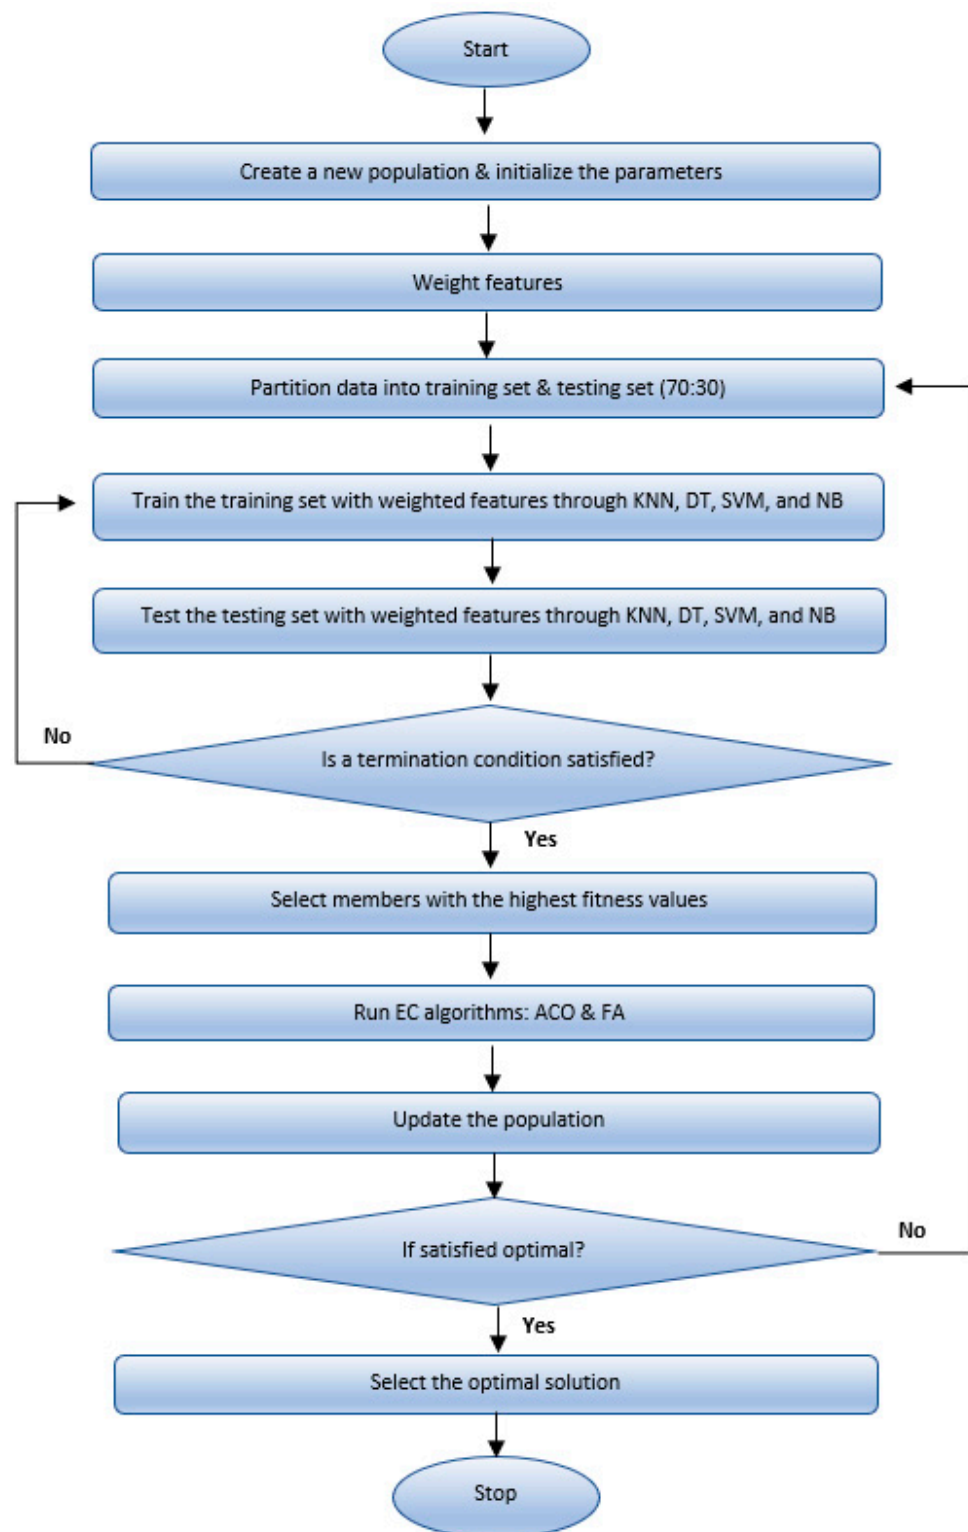 Start
Create a new population & initialize the parameters
Weight features
Partition data into training set & testing set (70:30)
Train the training set with weighted features through KNN, DT, SVM, and NB
Test the testing set with weighted features through KNN, DT, SVM, and NB
No
Is a termination condition satisfied?
Yes
Select members with the highest fitness values
Run EC algorithms: ACO & FA
Update the population
No
If satisfied optimal?
Yes
Select the optimal solution
Stop